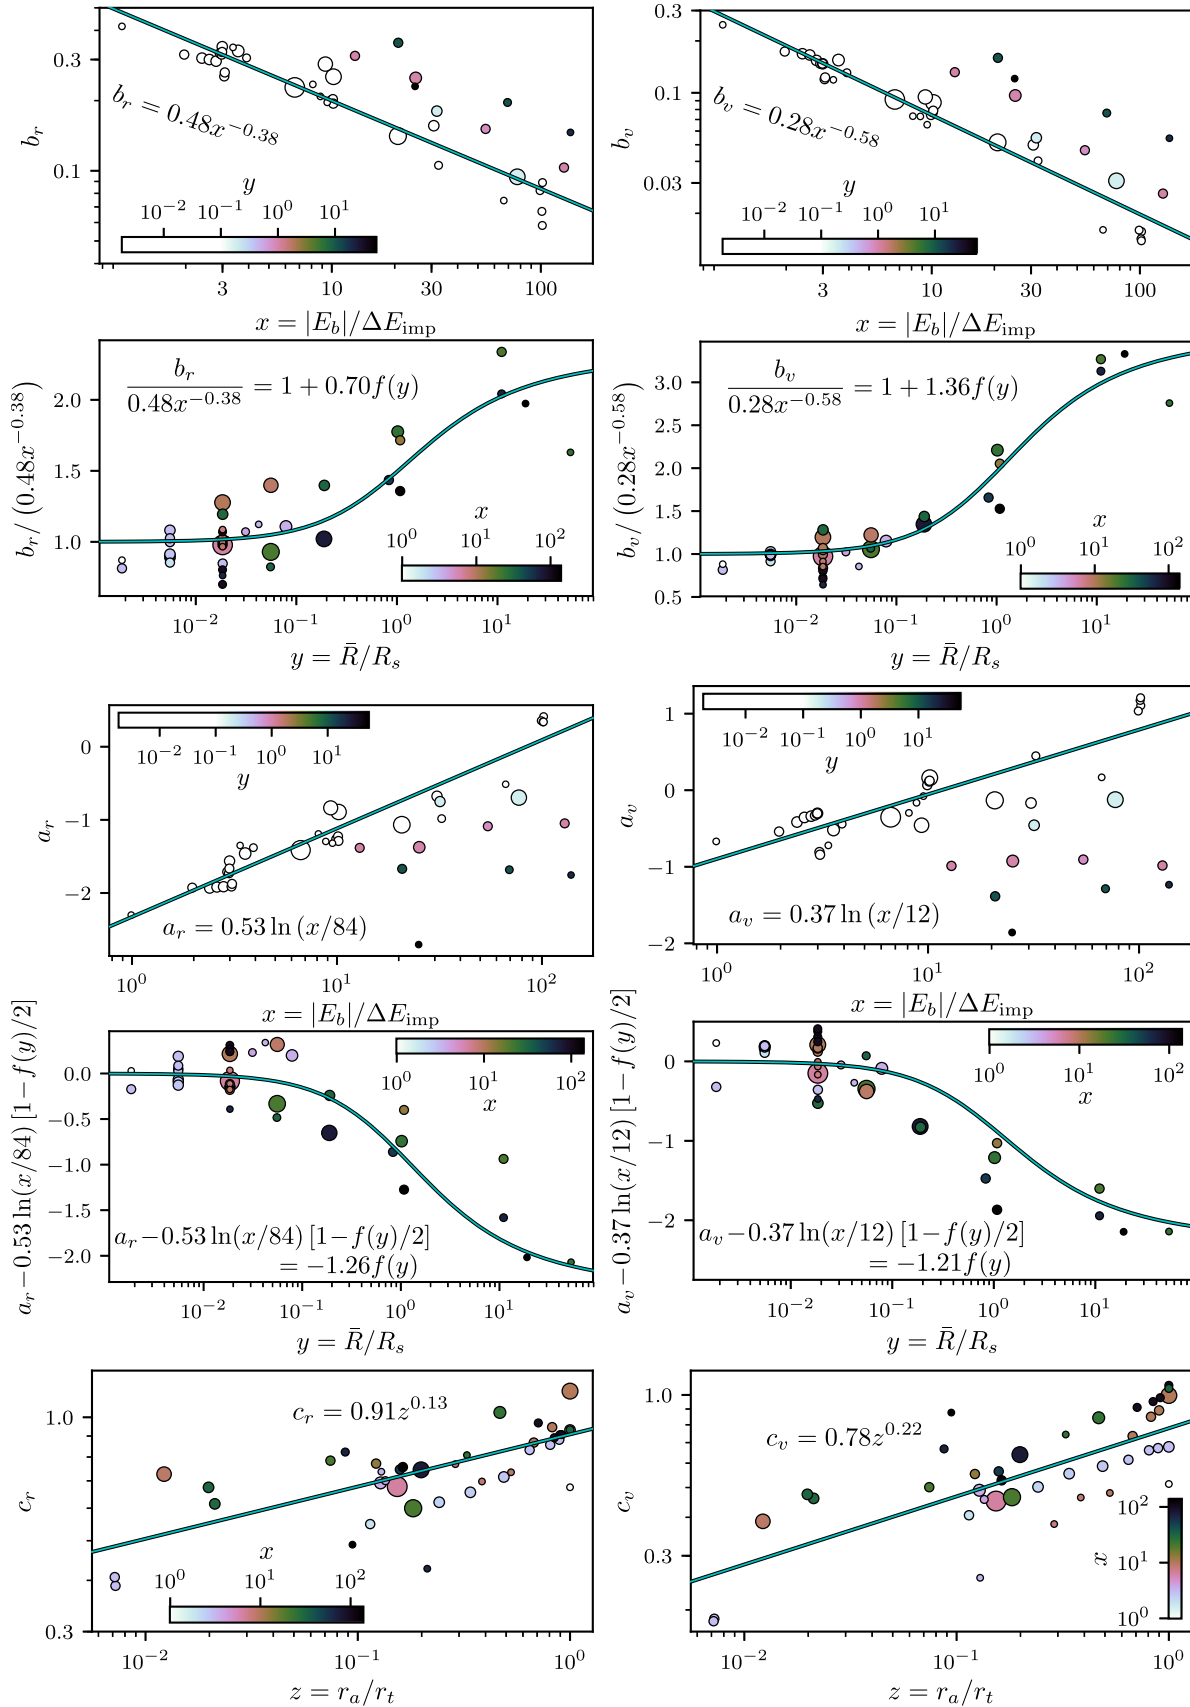 b_r
0.3
0.1
b_r = 0.48x^{-0.38}
y
10^{-2} 10^{-1} 10^0 10^1
3 10 30 100
x = |E_b|/ΔE_imp
b_v
0.3
0.1
0.03
b_v = 0.28x^{-0.58}
y
10^{-2} 10^{-1} 10^0 10^1
3 10 30 100
x = |E_b|/ΔE_imp
b_r/ (0.48x^{-0.38})
2.0
1.5
1.0
b_r / 0.48x^{-0.38} = 1 + 0.70f(y)
x
10^0 10^1 10^2
10^{-2} 10^{-1} 10^0 10^1
y = R̄/R_s
b_v/ (0.28x^{-0.58})
3.0
2.5
2.0
1.5
1.0
0.5
b_v / 0.28x^{-0.58} = 1 + 1.36f(y)
x
10^0 10^1 10^2
10^{-2} 10^{-1} 10^0 10^1
y = R̄/R_s
a_r
0
−1
−2
10^{-2} 10^{-1} 10^0 10^1
y
a_r = 0.53 ln (x/84)
10^0 10^1 10^2
x = |E_b|/ΔE_imp
a_v
1
0
−1
−2
10^{-2} 10^{-1} 10^0 10^1
y
a_v = 0.37 ln (x/12)
10^0 10^1 10^2
x = |E_b|/ΔE_imp
a_r−0.53 ln(x/84) [1−f(y)/2]
0.0
−0.5
−1.0
−1.5
−2.0
10^0 10^1 10^2
x
a_r−0.53 ln(x/84) [1−f(y)/2]
= −1.26f(y)
10^{-2} 10^{-1} 10^0 10^1
y = R̄/R_s
a_v−0.37 ln(x/12) [1−f(y)/2]
0
−1
−2
10^0 10^1 10^2
x
a_v−0.37 ln(x/12) [1−f(y)/2]
= −1.21f(y)
10^{-2} 10^{-1} 10^0 10^1
y = R̄/R_s
c_r
1.0
0.3
c_r = 0.91z^{0.13}
x
10^0 10^1 10^2
10^{-2} 10^{-1} 10^0
z = r_a/r_t
c_v
1.0
0.3
c_v = 0.78z^{0.22}
x
10^2
10^1
10^0
10^{-2} 10^{-1} 10^0
z = r_a/r_t